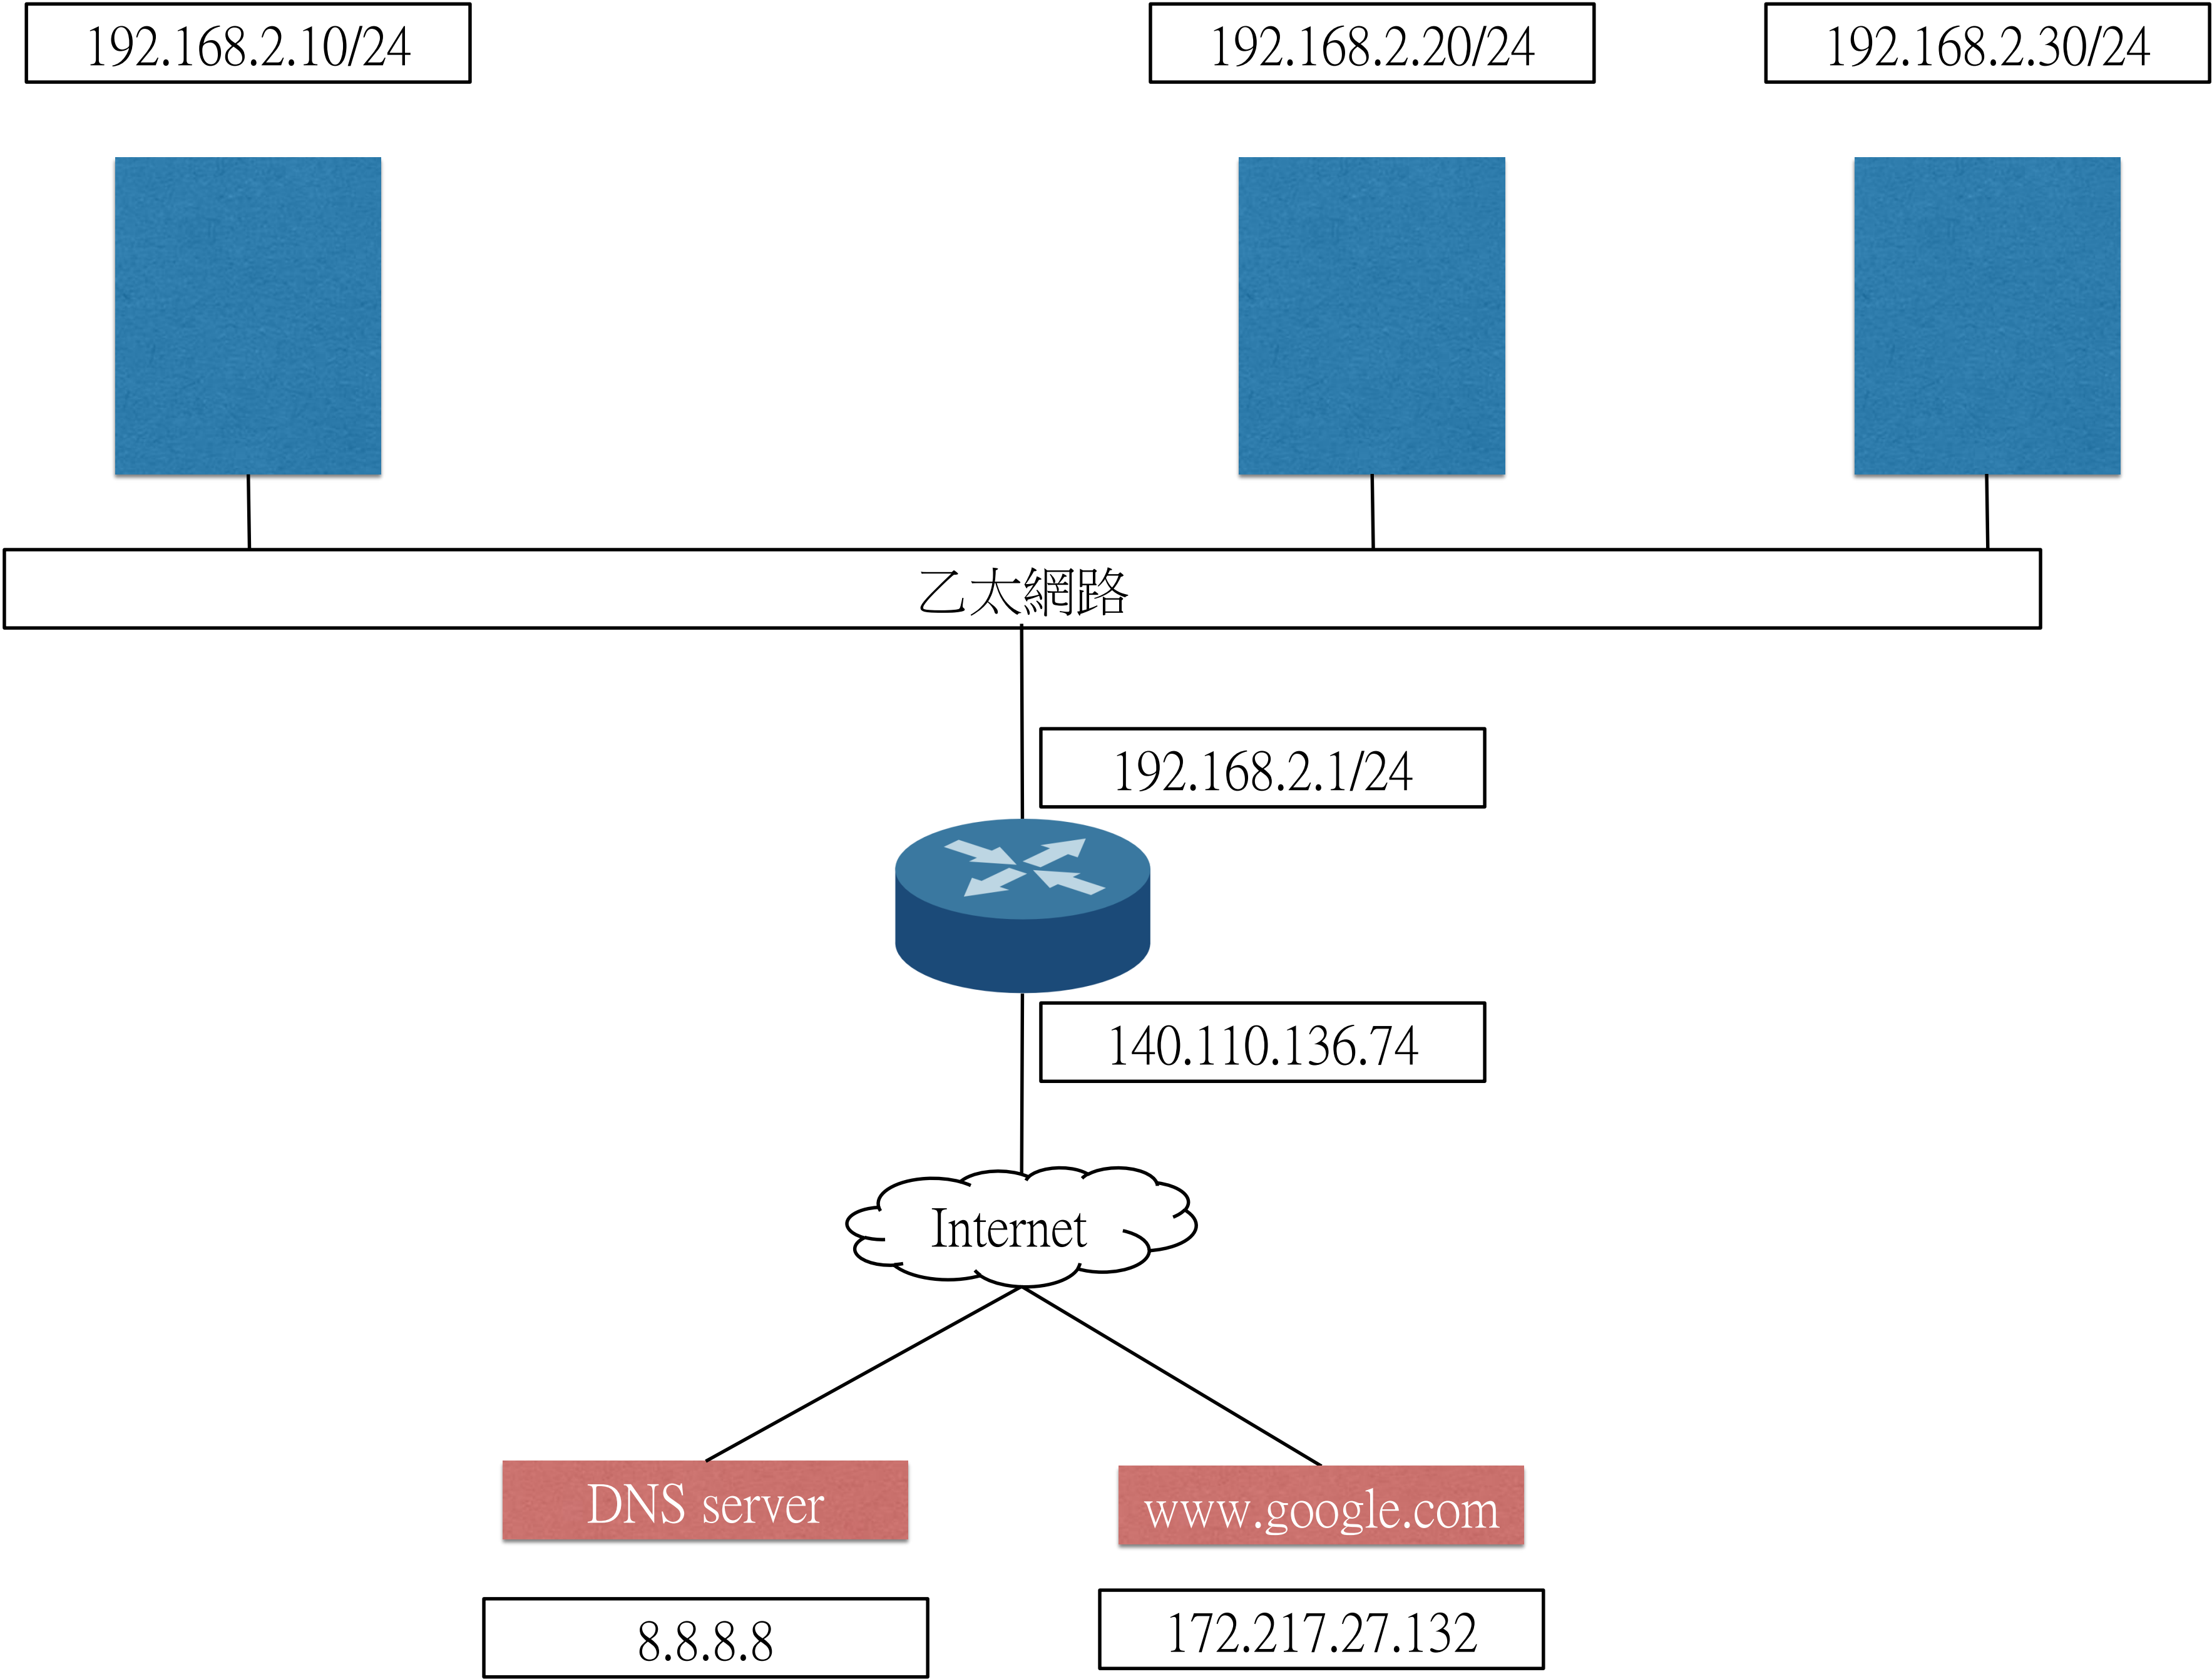 192.168.2.10/24
192.168.2.20/24
192.168.2.30/24
乙太網路
192.168.2.1/24
140.110.136.74
Internet
DNS server
www.google.com
8.8.8.8
172.217.27.132